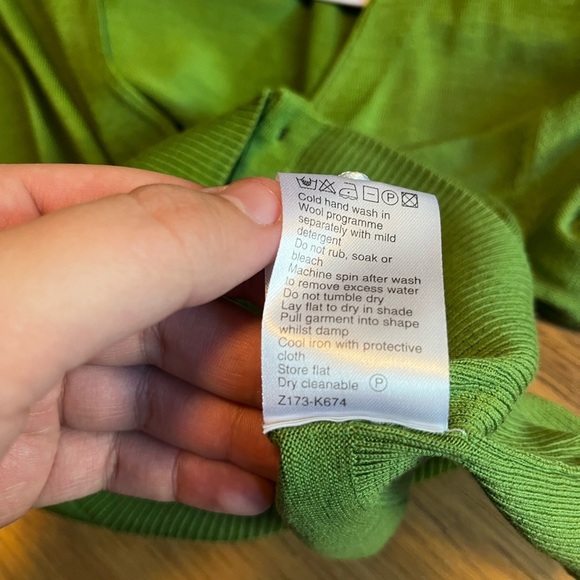 Cold hand wash in
Wool programme
separately with mild
detergent
Do not rub, soak or
bleach
Machine spin after wash
to remove excess water
Do not tumble dry
Lay flat to dry in shade
Pull garment into shape
whilst damp
Cool iron with protective
cloth
Store flat
Dry cleanable Ⓟ
Z173-K674